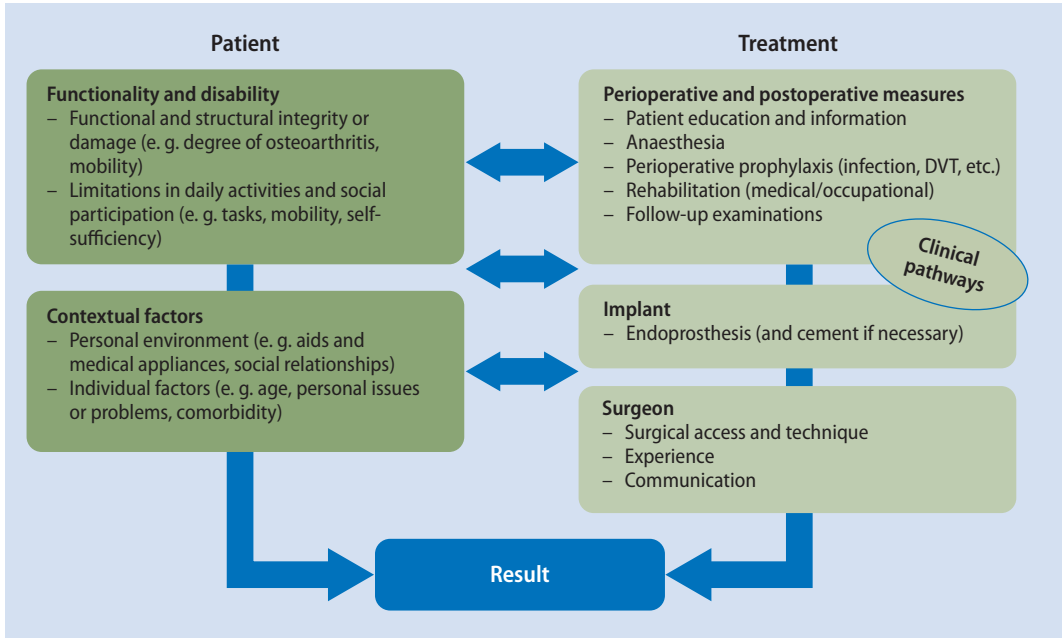 Patient
Functionality and disability
– Functional and structural integrity or
damage (e. g. degree of osteoarthritis,
mobility)
– Limitations in daily activities and social
participation (e. g. tasks, mobility, self-
sufficiency)
Contextual factors
– Personal environment (e. g. aids and
medical appliances, social relationships)
– Individual factors (e. g. age, personal issues
or problems, comorbidity)
Treatment
Perioperative and postoperative measures
– Patient education and information
– Anaesthesia
– Perioperative prophylaxis (infection, DVT, etc.)
– Rehabilitation (medical/occupational)
– Follow-up examinations
Clinical
pathways
Implant
– Endoprosthesis (and cement if necessary)
Surgeon
– Surgical access and technique
– Experience
– Communication
Result